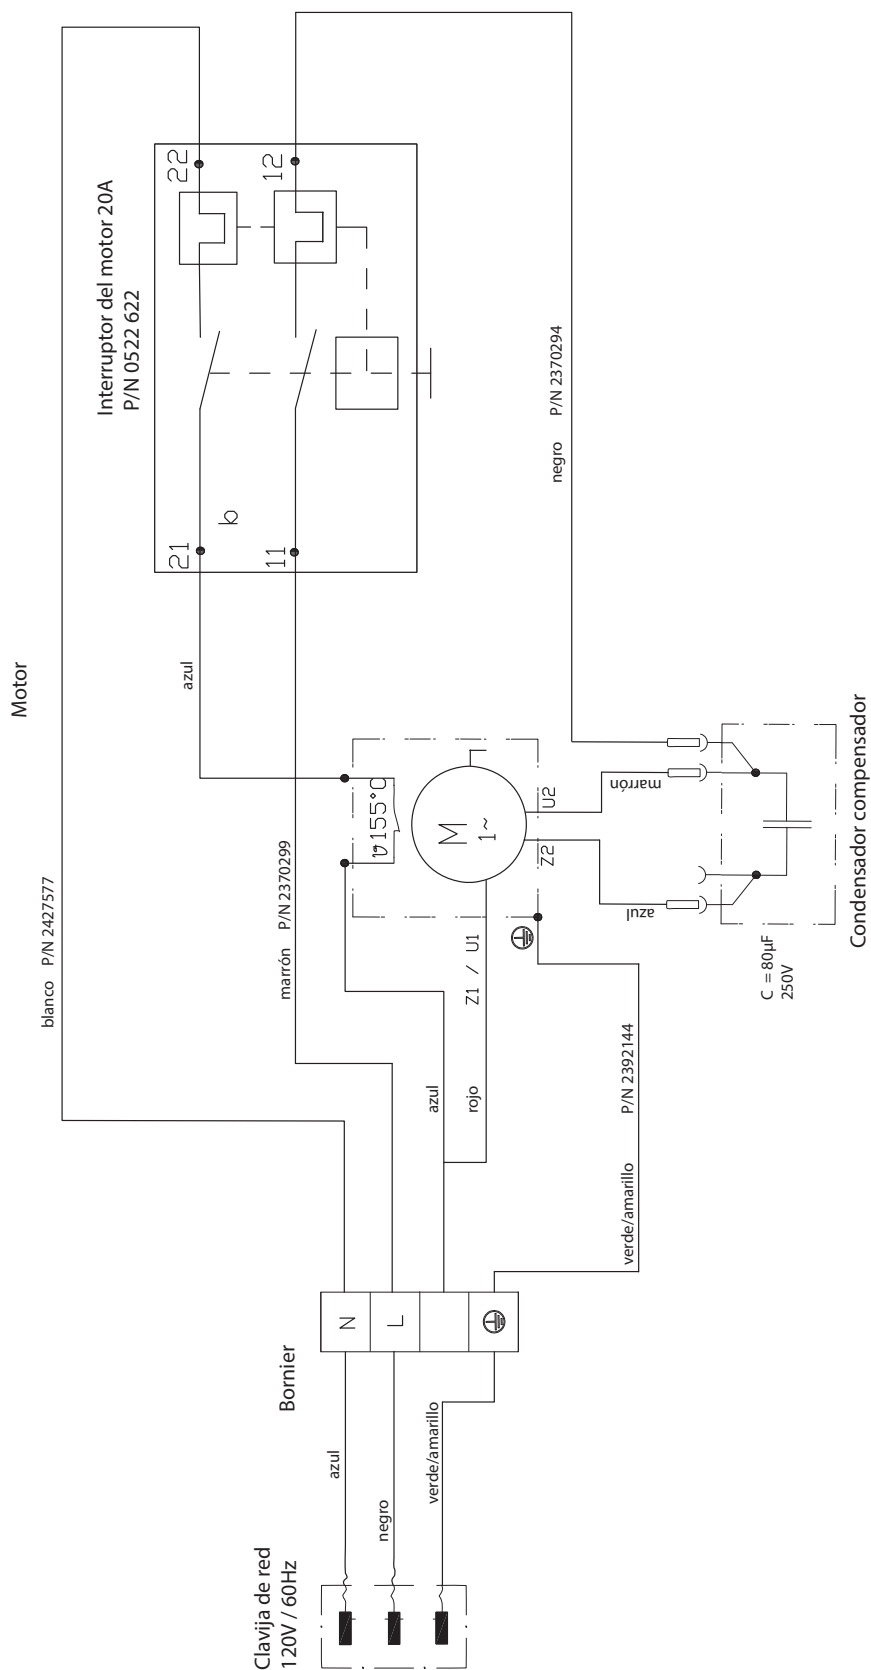 Motor
Interruptor del motor 20A
P/N 0522 622
22
12
21
11
b
blanco P/N 2427577
azul
marrón P/N 2370299
negro P/N 2370294
ϑ155°C
M
1~
U2
Z2
Z1 / U1
marrón
azul
C = 80µF
250V
Condensador compensador
azul
rojo
verde/amarillo P/N 2392144
Bornier
N
L
azul
negro
verde/amarillo
Clavija de red
120V / 60Hz